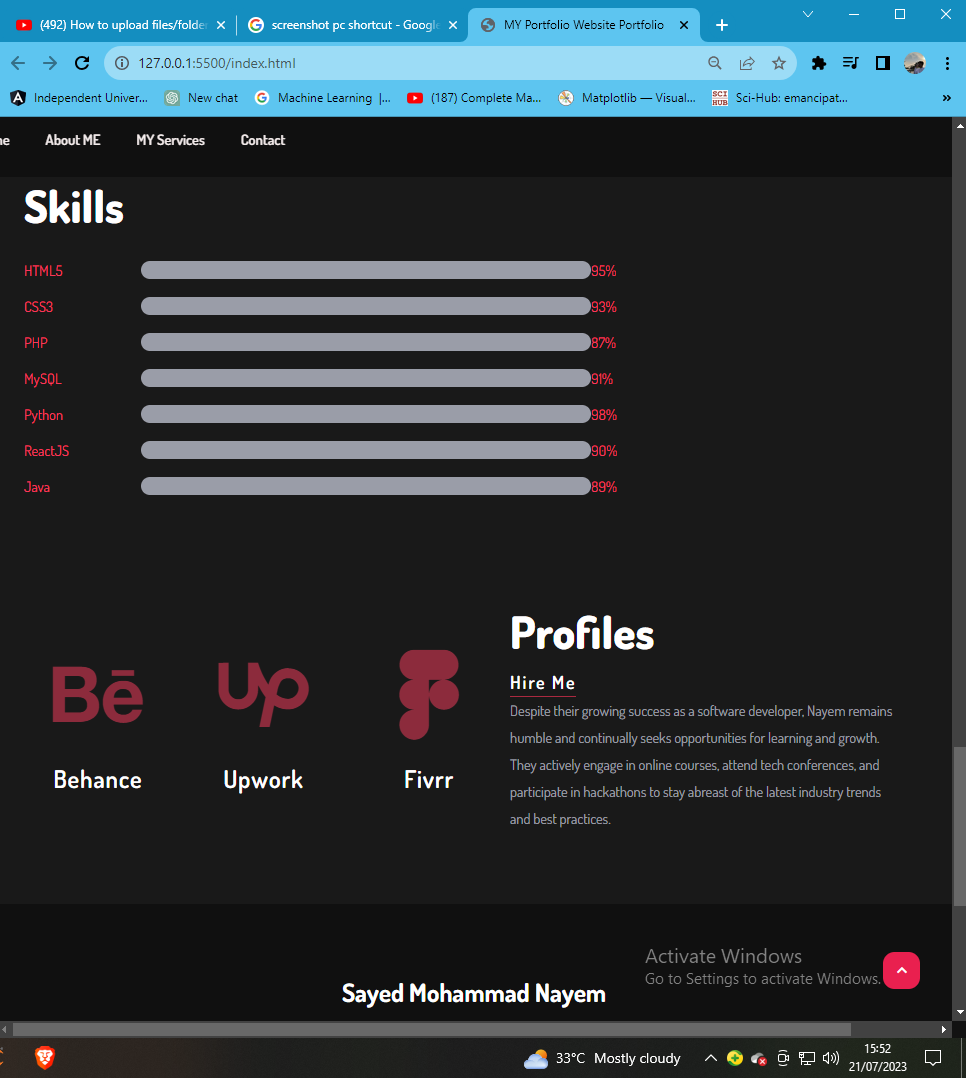 (492) How to upload files/folder
screenshot pc shortcut - Google
MY Portfolio Website Portfolio
127.0.0.1:5500/index.html
Independent Univer...
New chat
Machine Learning |...
(187) Complete Ma...
Matplotlib — Visual...
SCI
HUB
Sci-Hub: emancipat...
»
ne
About ME
MY Services
Contact
Skills
HTML5 95%
CSS3 93%
PHP 87%
MySQL 91%
Python 98%
ReactJS 90%
Java 89%
Profiles
Hire Me
Despite their growing success as a software developer, Nayem remains
humble and continually seeks opportunities for learning and growth.
They actively engage in online courses, attend tech conferences, and
participate in hackathons to stay abreast of the latest industry trends
and best practices.
Bē
Up
Behance
Upwork
Fivrr
Activate Windows
Go to Settings to activate Windows.
Sayed Mohammad Nayem
33°C Mostly cloudy
15:52
21/07/2023